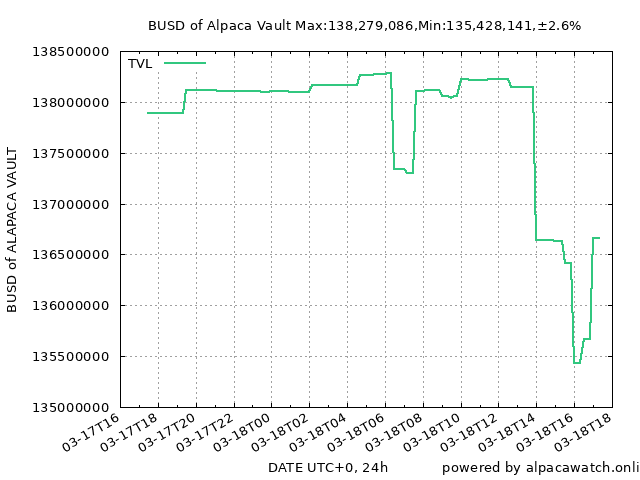 BUSD of Alpaca Vault Max:138,279,086,Min:135,428,141,±2.6%
TVL
138500000
138000000
137500000
137000000
136500000
136000000
135500000
135000000
BUSD of ALAPACA VAULT
03-17T16
03-17T18
03-17T20
03-17T22
03-18T00
03-18T02
03-18T04
03-18T06
03-18T08
03-18T10
03-18T12
03-18T14
03-18T16
03-18T18
DATE UTC+0, 24h
powered by alpacawatch.onli